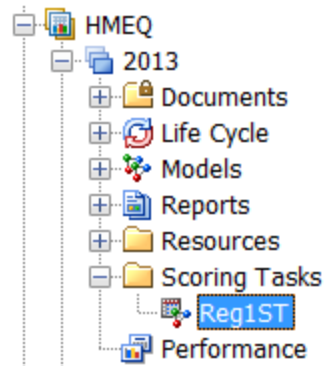 HMEQ
2013
Documents
Life Cycle
Models
Reports
Resources
Scoring Tasks
Reg1ST
Performance